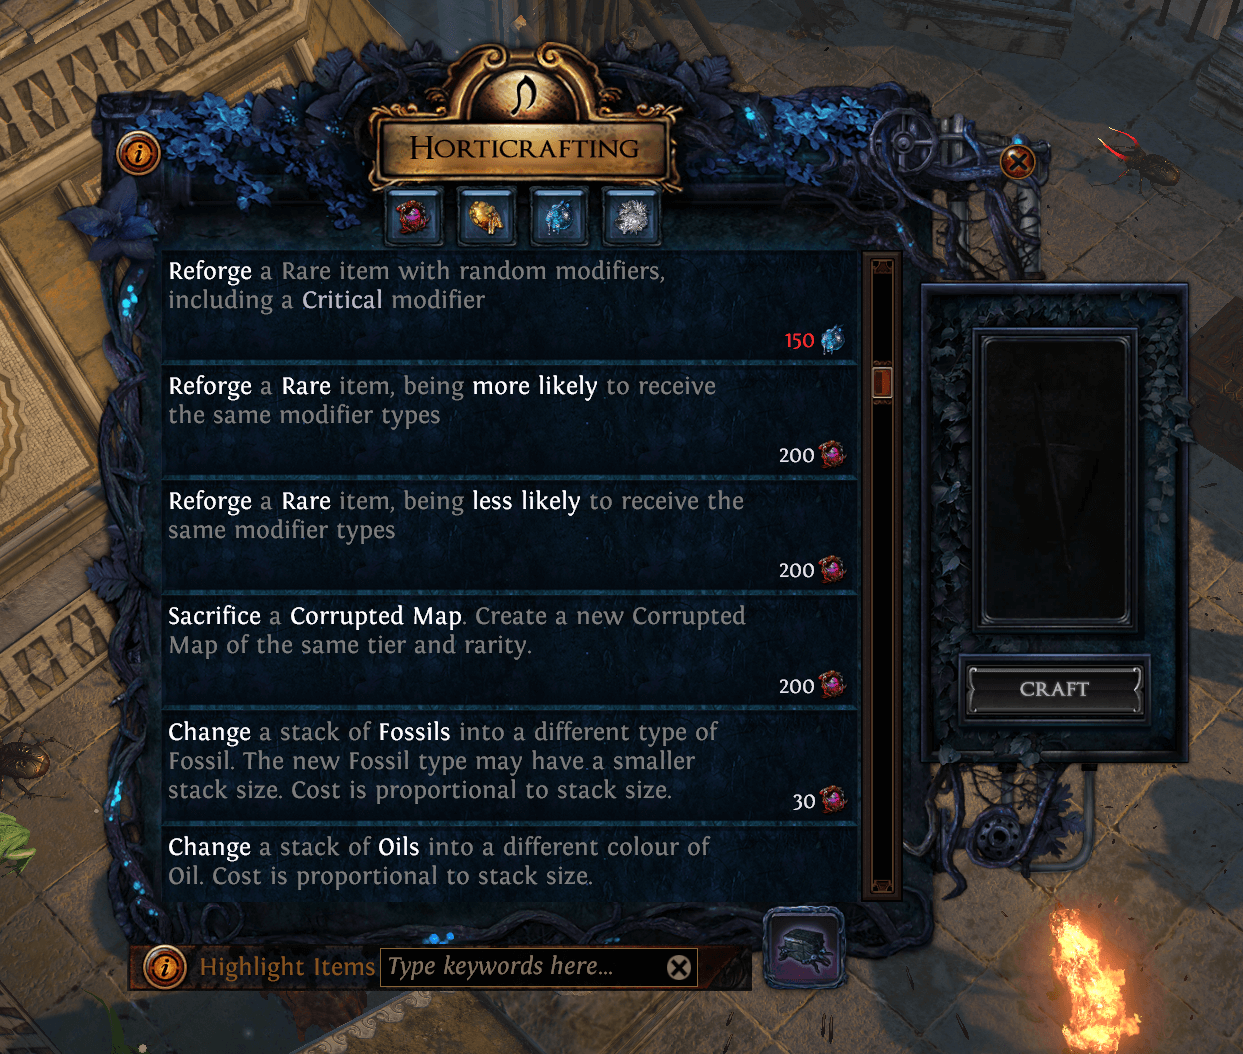 Horticrafting
Reforge a Rare item with random modifiers,
including a Critical modifier
150
Reforge a Rare item, being more likely to receive
the same modifier types
200
Reforge a Rare item, being less likely to receive the
same modifier types
200
Sacrifice a Corrupted Map. Create a new Corrupted
Map of the same tier and rarity.
200
Change a stack of Fossils into a different type of
Fossil. The new Fossil type may have a smaller
stack size. Cost is proportional to stack size.
30
Change a stack of Oils into a different colour of
Oil. Cost is proportional to stack size.
CRAFT
Highlight Items Type keywords here...